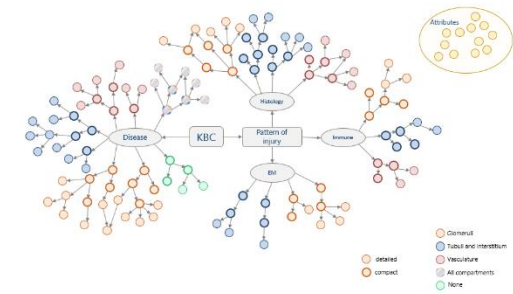 Attributes
Histology
Disease
KBC
Pattern of
injury
Immune
EM
Glomeruli
Tubuli and interstitium
detailed
Vasculature
compact
All compartments
None